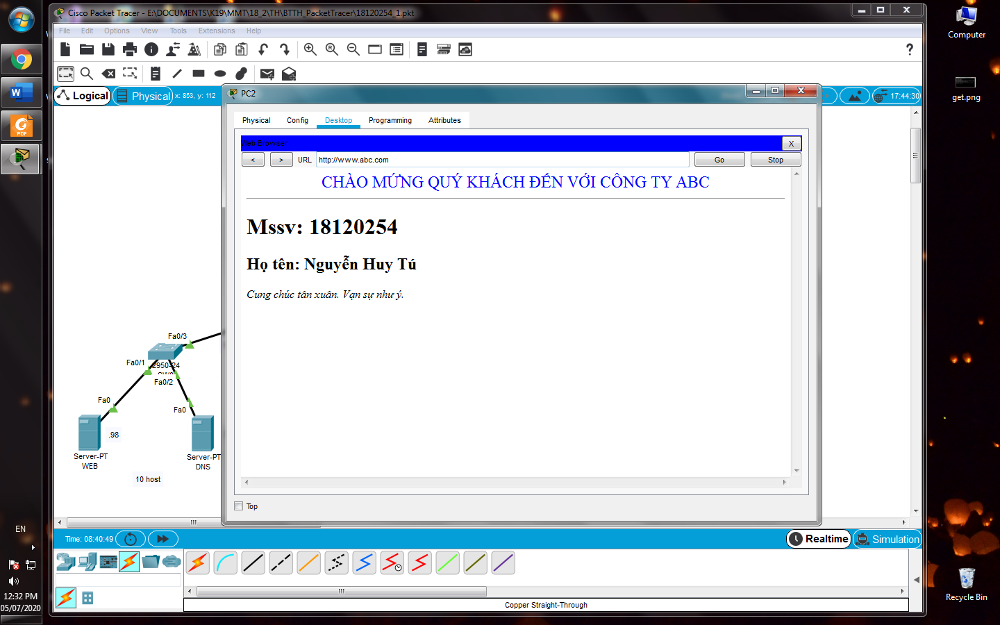 Cisco Packet Tracer - E:\DOCUMENTS\K19\MMT\18_2\TH\BTTH_PacketTracer\18120254_1.pkt
File Edit Options View Tools Extensions Help
?
Logical Physical x: 853, y: 112
17:44:30
PC2
Physical Config Desktop Programming Attributes
Web Browser X
< > URL http://www.abc.com Go Stop
CHÀO MỪNG QUÝ KHÁCH ĐẾN VỚI CÔNG TY ABC
Mssv: 18120254
Họ tên: Nguyễn Huy Tú
Cung chúc tân xuân. Vạn sự như ý.
Top
Fa0/3
Fa0/1
2950-24
Fa0/2
Fa0
Fa0
.98
Server-PT
WEB
Server-PT
DNS
10 host
Time: 08:40:49
Realtime Simulation
Copper Straight-Through
Computer
get.png
Recycle Bin
EN
12:32 PM
05/07/2020